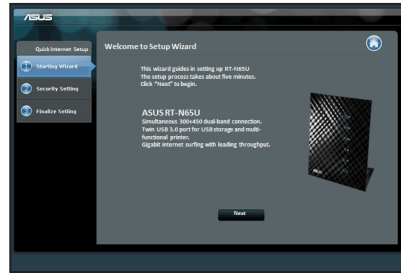 ASUS
Quick Internet Setup
1 Starting Wizard
2 Security Setting
3 Finalize Setting
Welcome to Setup Wizard
This wizard guides in setting up RT-N65U
The setup process takes about five minutes.
Click "Next" to begin.
ASUS RT-N65U
Simultaneous 300+450 dual-band connection.
Twin USB 3.0 port for USB storage and multi-
functional printer.
Gigabit internet surfing with leading throughput.
Next